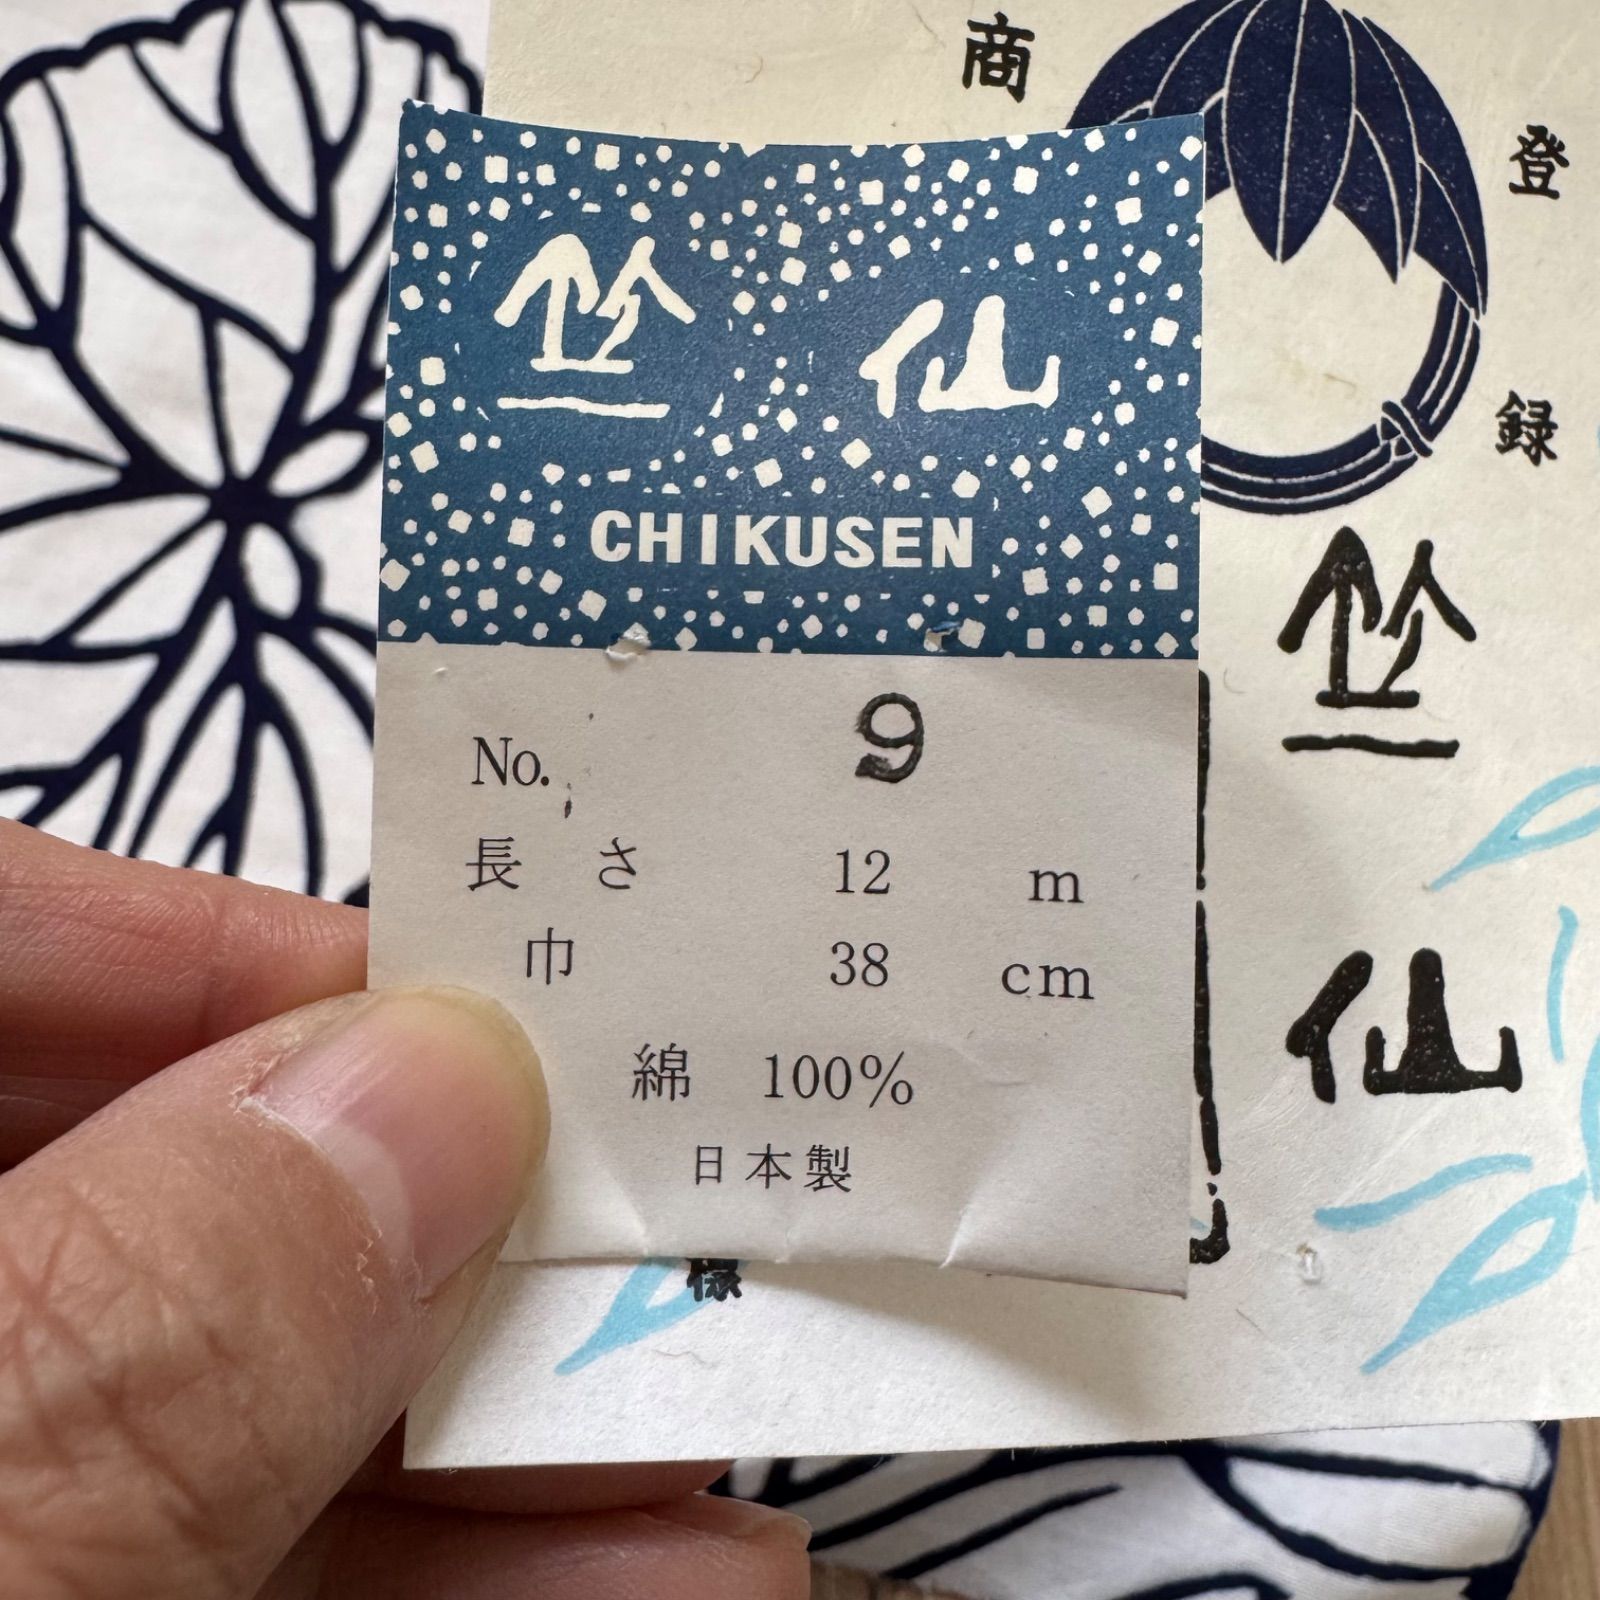 竺仙
CHIKUSEN
No. 9
長さ 12 m
巾 38 cm
綿 100%
日本製
登録
商
竺仙
様